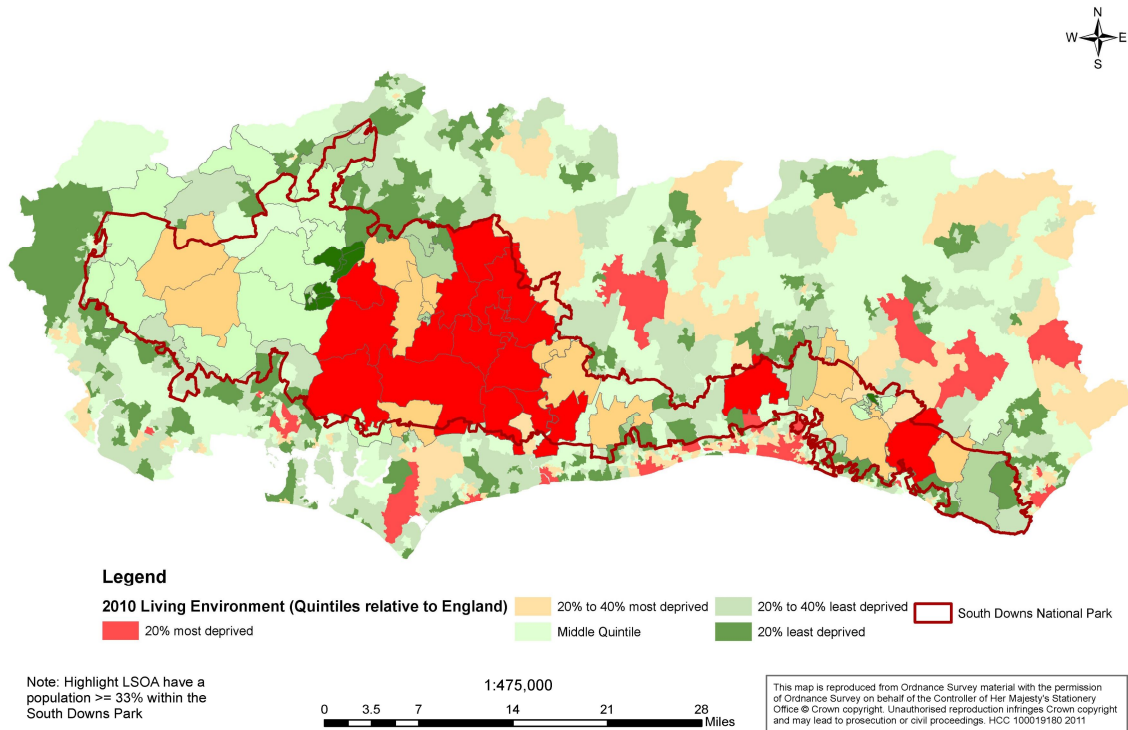 N
W E
S
Legend
2010 Living Environment (Quintiles relative to England)
20% most deprived
20% to 40% most deprived
Middle Quintile
20% to 40% least deprived
20% least deprived
South Downs National Park
Note: Highlight LSOA have a
population >= 33% within the
South Downs Park
1:475,000
0 3.5 7 14 21 28
Miles
This map is reproduced from Ordnance Survey material with the permission
of Ordnance Survey on behalf of the Controller of Her Majesty's Stationery
Office © Crown copyright. Unauthorised reproduction infringes Crown copyright
and may lead to prosecution or civil proceedings. HCC 100019180 2011